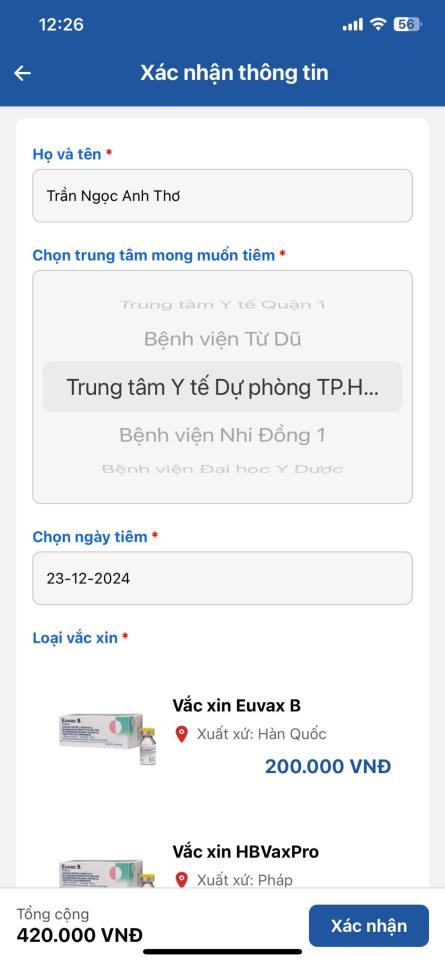 12:26
56
Xác nhận thông tin
Họ và tên *
Trần Ngọc Anh Thơ
Chọn trung tâm mong muốn tiêm *
Trung tâm Y tế Quận 1
Bệnh viện Từ Dũ
Trung tâm Y tế Dự phòng TP.H...
Bệnh viện Nhi Đồng 1
Bệnh viện Đại học Y Dược
Chọn ngày tiêm *
23-12-2024
Loại vắc xin *
Euvax B
Vắc xin Euvax B
Xuất xứ: Hàn Quốc
200.000 VNĐ
Euvax B
Vắc xin HBVaxPro
Xuất xứ: Pháp
Tổng cộng
420.000 VNĐ
Xác nhận